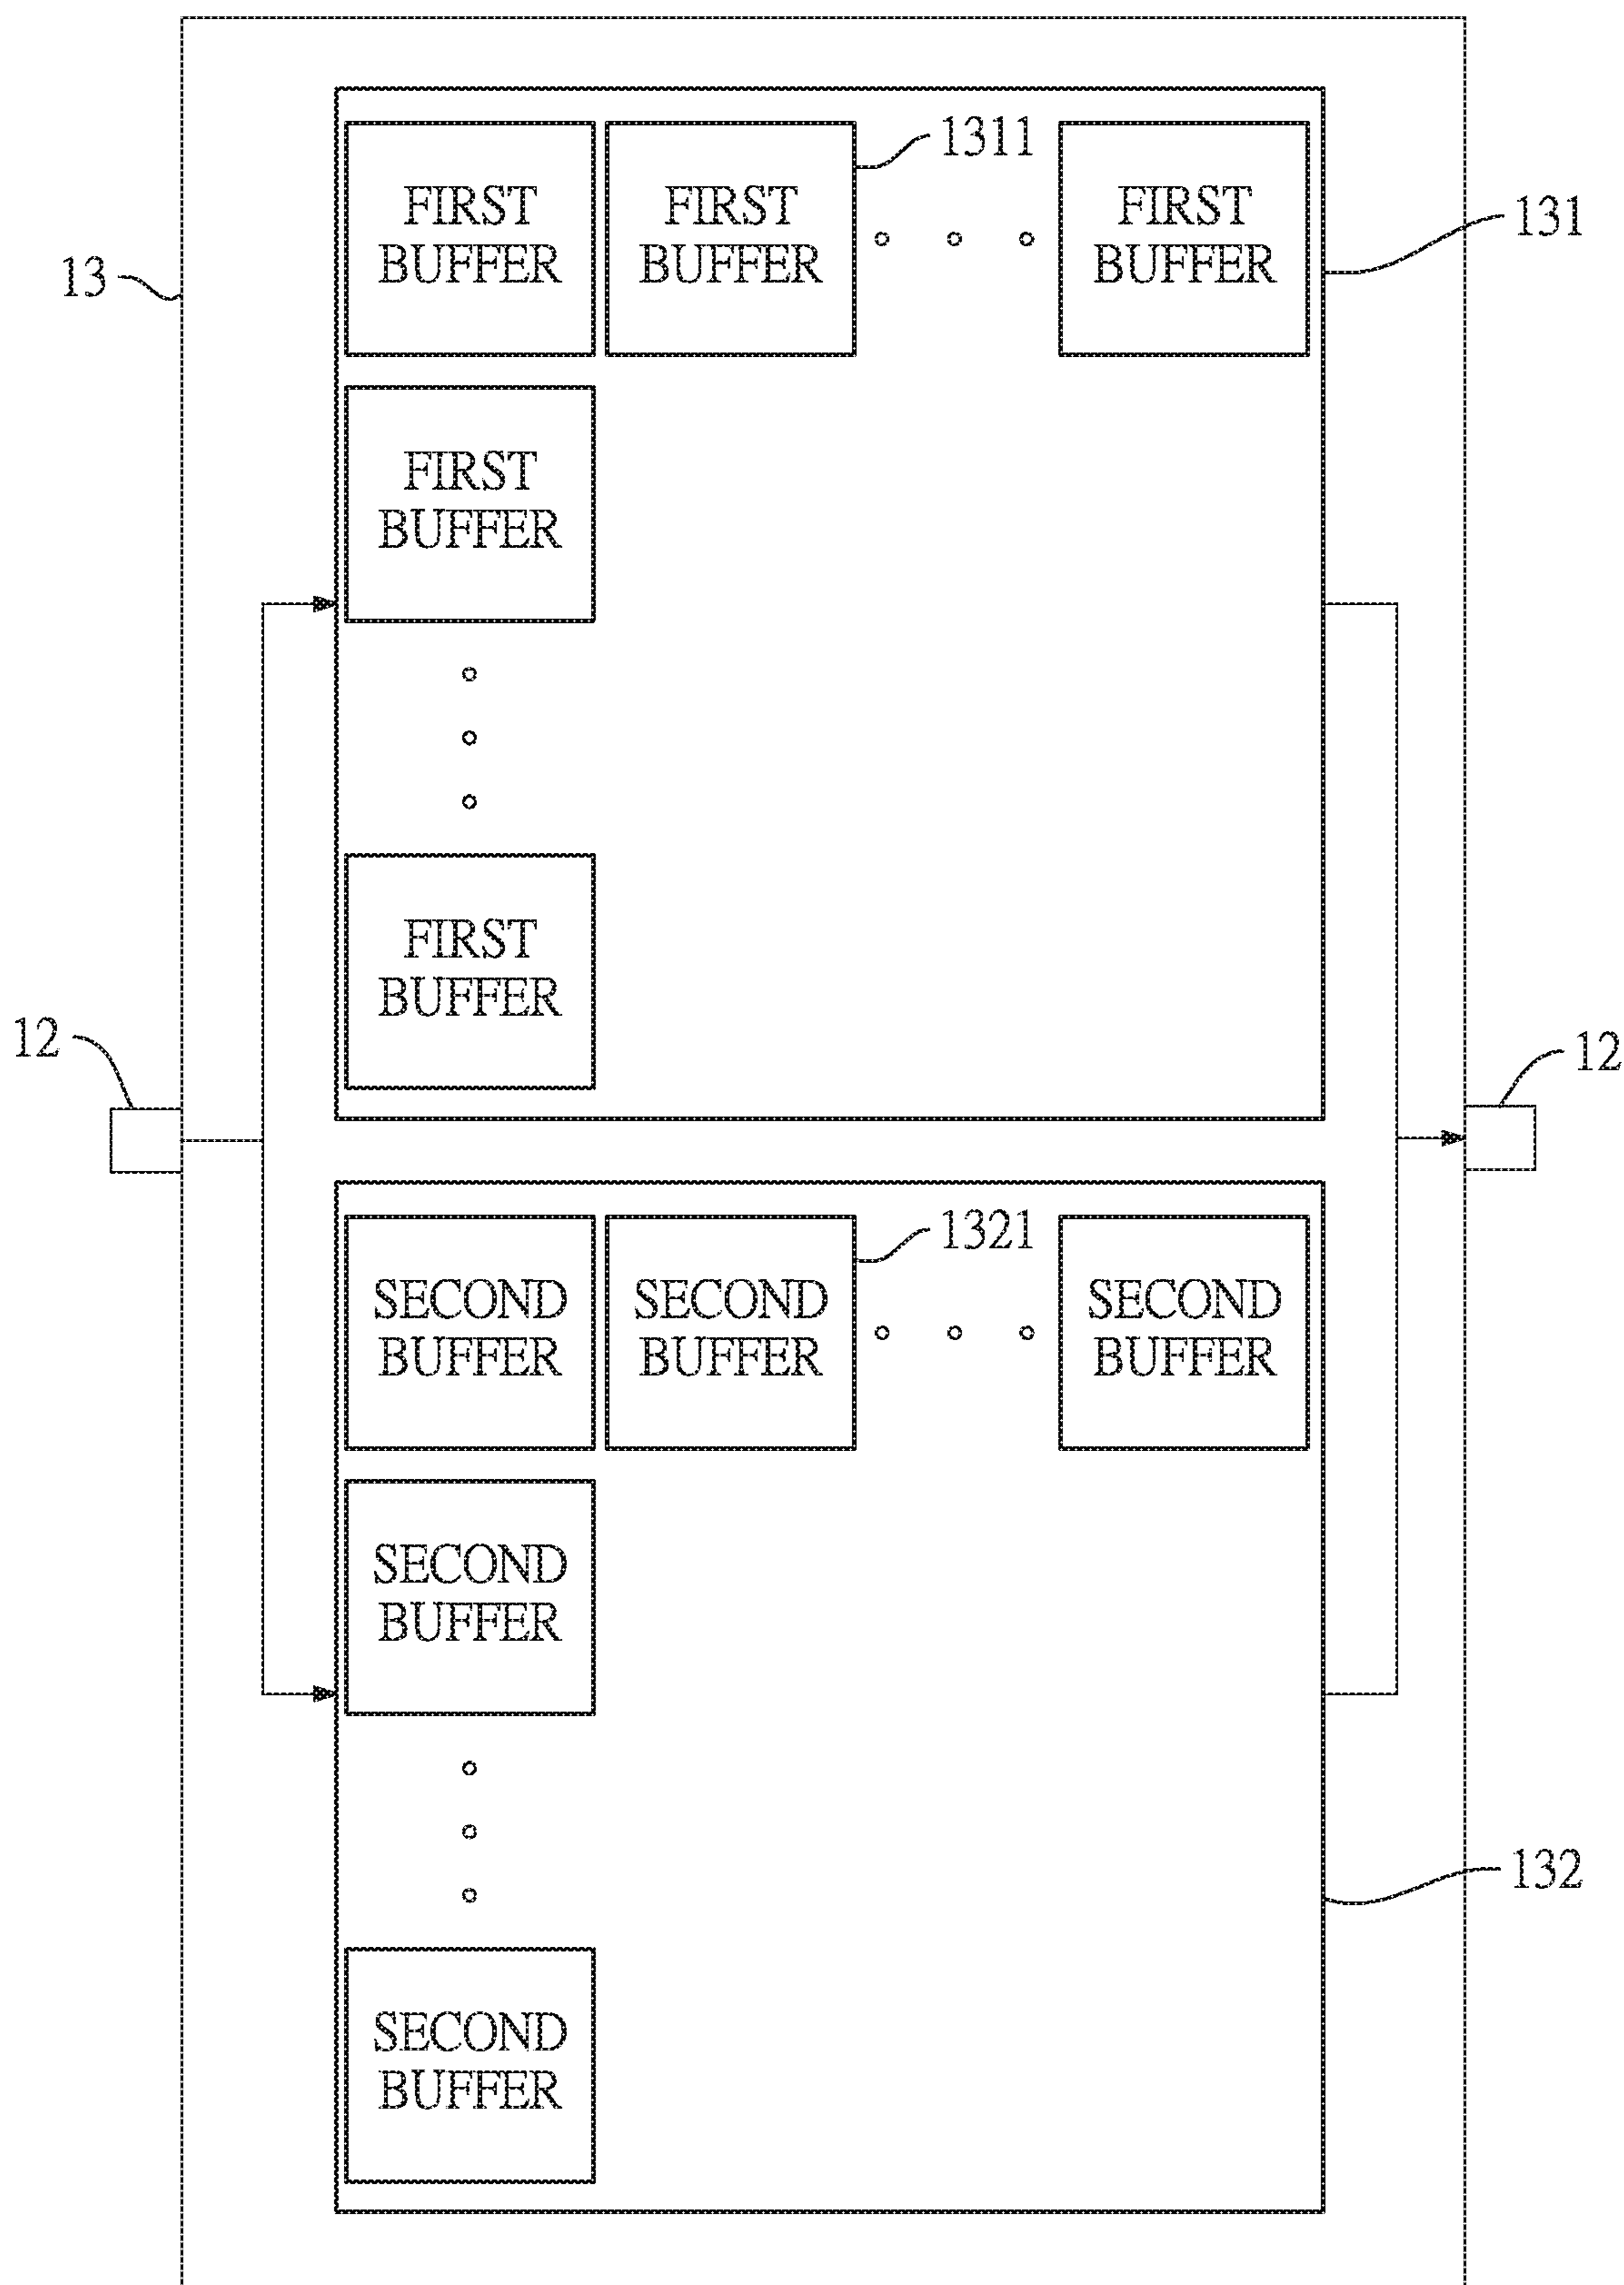 1311
FIRST
BUFFER
FIRST
BUFFER
FIRST
BUFFER
131
13
FIRST
BUFFER
FIRST
BUFFER
12
12
1321
SECOND
BUFFER
SECOND
BUFFER
SECOND
BUFFER
SECOND
BUFFER
132
SECOND
BUFFER